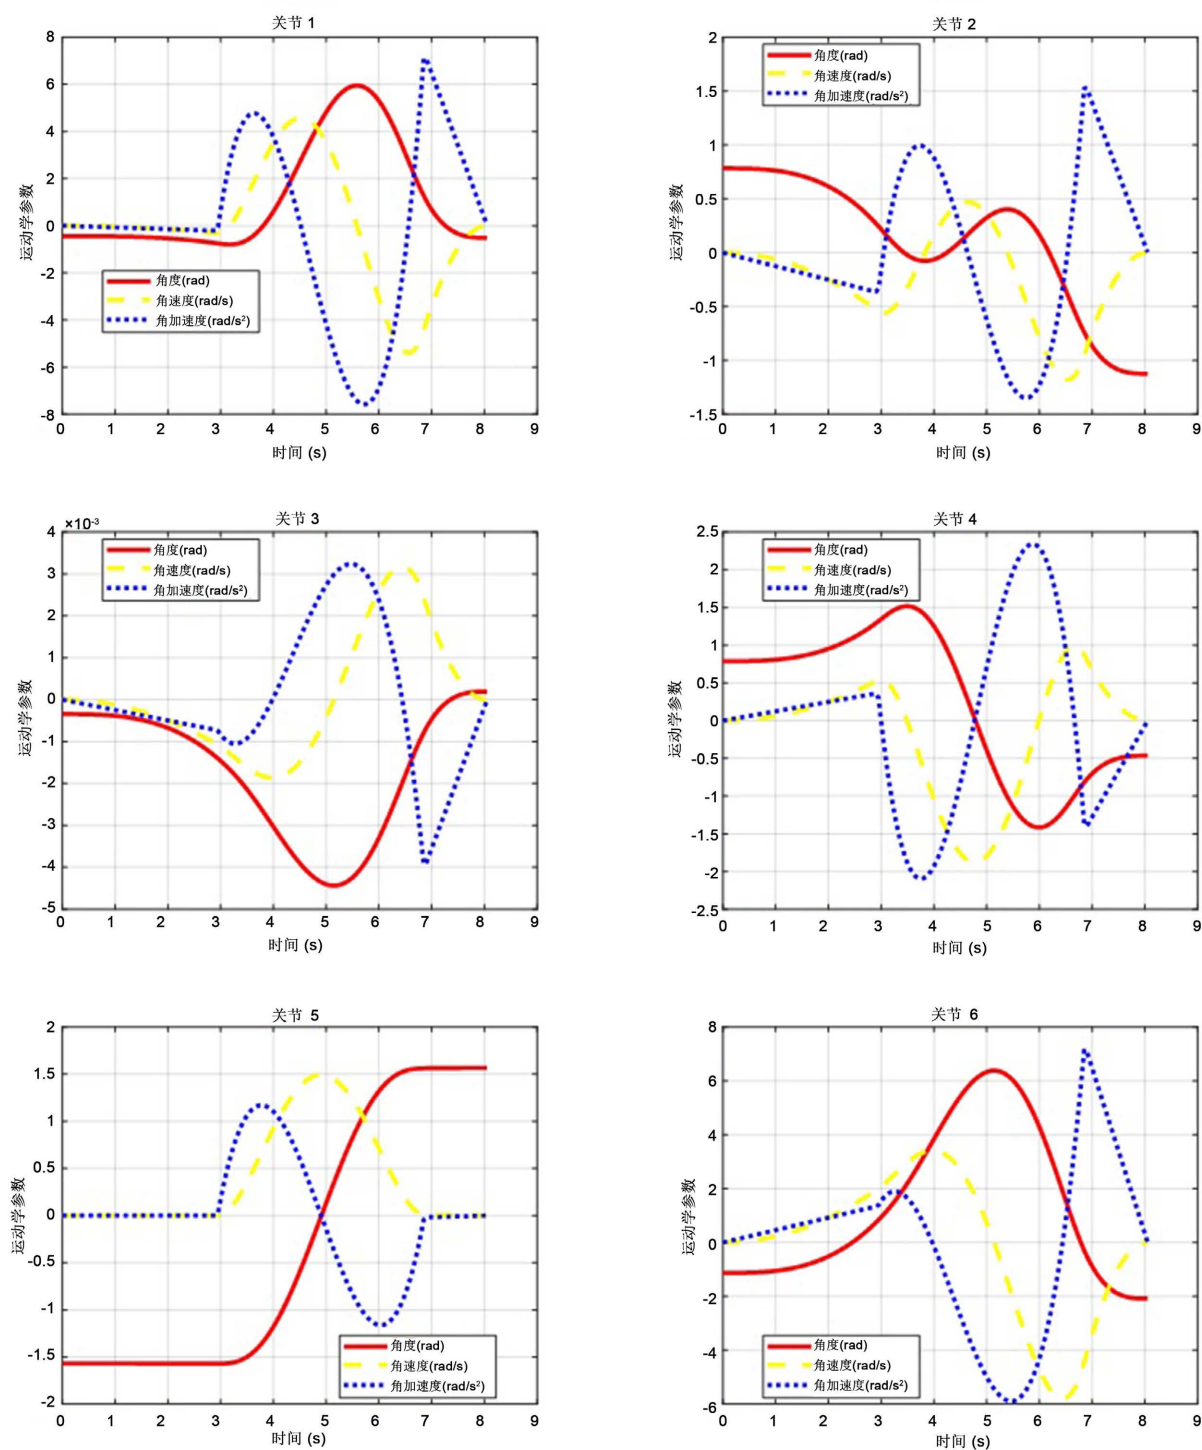 关节 1
8
6
4
2
0
-2
-4
-6
-8
运动学参数
角度(rad)
角速度(rad/s)
角加速度(rad/s²)
0 1 2 3 4 5 6 7 8 9
时间 (s)
关节 2
2
1.5
1
0.5
0
-0.5
-1
-1.5
运动学参数
角度(rad)
角速度(rad/s)
角加速度(rad/s²)
0 1 2 3 4 5 6 7 8 9
时间 (s)
关节 3
×10⁻³
4
3
2
1
0
-1
-2
-3
-4
-5
运动学参数
角度(rad)
角速度(rad/s)
角加速度(rad/s²)
0 1 2 3 4 5 6 7 8 9
时间 (s)
关节 4
2.5
2
1.5
1
0.5
0
-0.5
-1
-1.5
-2
-2.5
运动学参数
角度(rad)
角速度(rad/s)
角加速度(rad/s²)
0 1 2 3 4 5 6 7 8 9
时间 (s)
关节 5
2
1.5
1
0.5
0
-0.5
-1
-1.5
-2
运动学参数
角度(rad)
角速度(rad/s)
角加速度(rad/s²)
0 1 2 3 4 5 6 7 8 9
时间 (s)
关节 6
8
6
4
2
0
-2
-4
-6
运动学参数
角度(rad)
角速度(rad/s)
角加速度(rad/s²)
0 1 2 3 4 5 6 7 8 9
时间 (s)